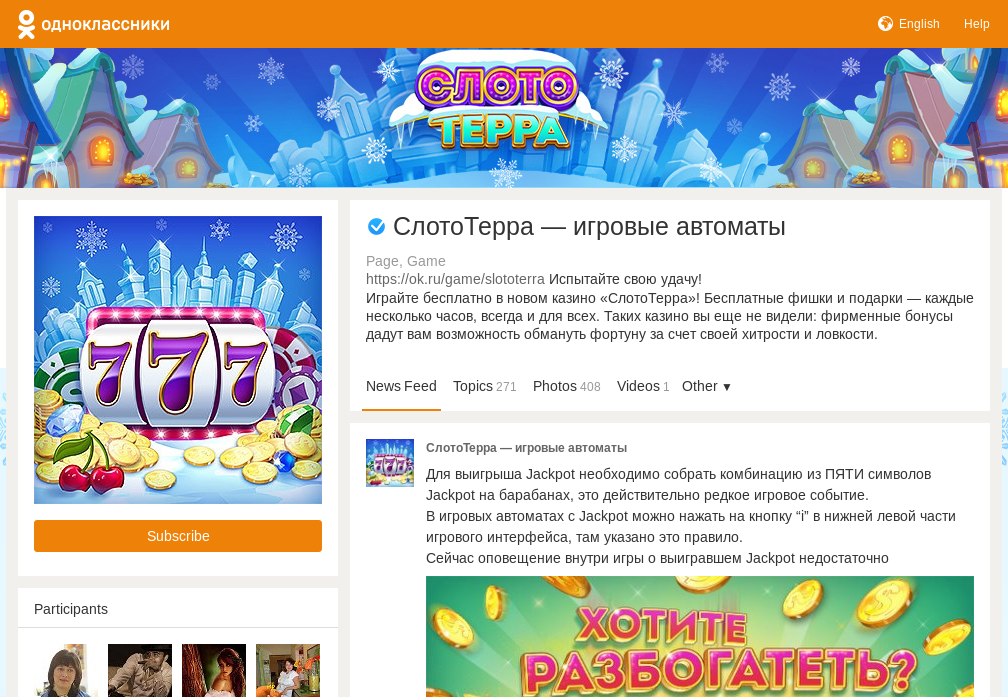 одноклассники
English
Help
СЛОТО
ТЕРРА
СлотоТерра — игровые автоматы
Page, Game
https://ok.ru/game/slototerra Испытайте свою удачу!
Играйте бесплатно в новом казино «СлотоТерра»! Бесплатные фишки и подарки — каждые
несколько часов, всегда и для всех. Таких казино вы еще не видели: фирменные бонусы
дадут вам возможность обмануть фортуну за счет своей хитрости и ловкости.
News Feed Topics 271 Photos 408 Videos 1 Other ▼
777
Subscribe
Participants
СлотоТерра — игровые автоматы
Для выигрыша Jackpot необходимо собрать комбинацию из ПЯТИ символов
Jackpot на барабанах, это действительно редкое игровое событие.
В игровых автоматах с Jackpot можно нажать на кнопку “i” в нижней левой части
игрового интерфейса, там указано это правило.
Сейчас оповещение внутри игры о выигравшем Jackpot недостаточно
777
ХОТИТЕ
РАЗБОГАТЕТЬ?